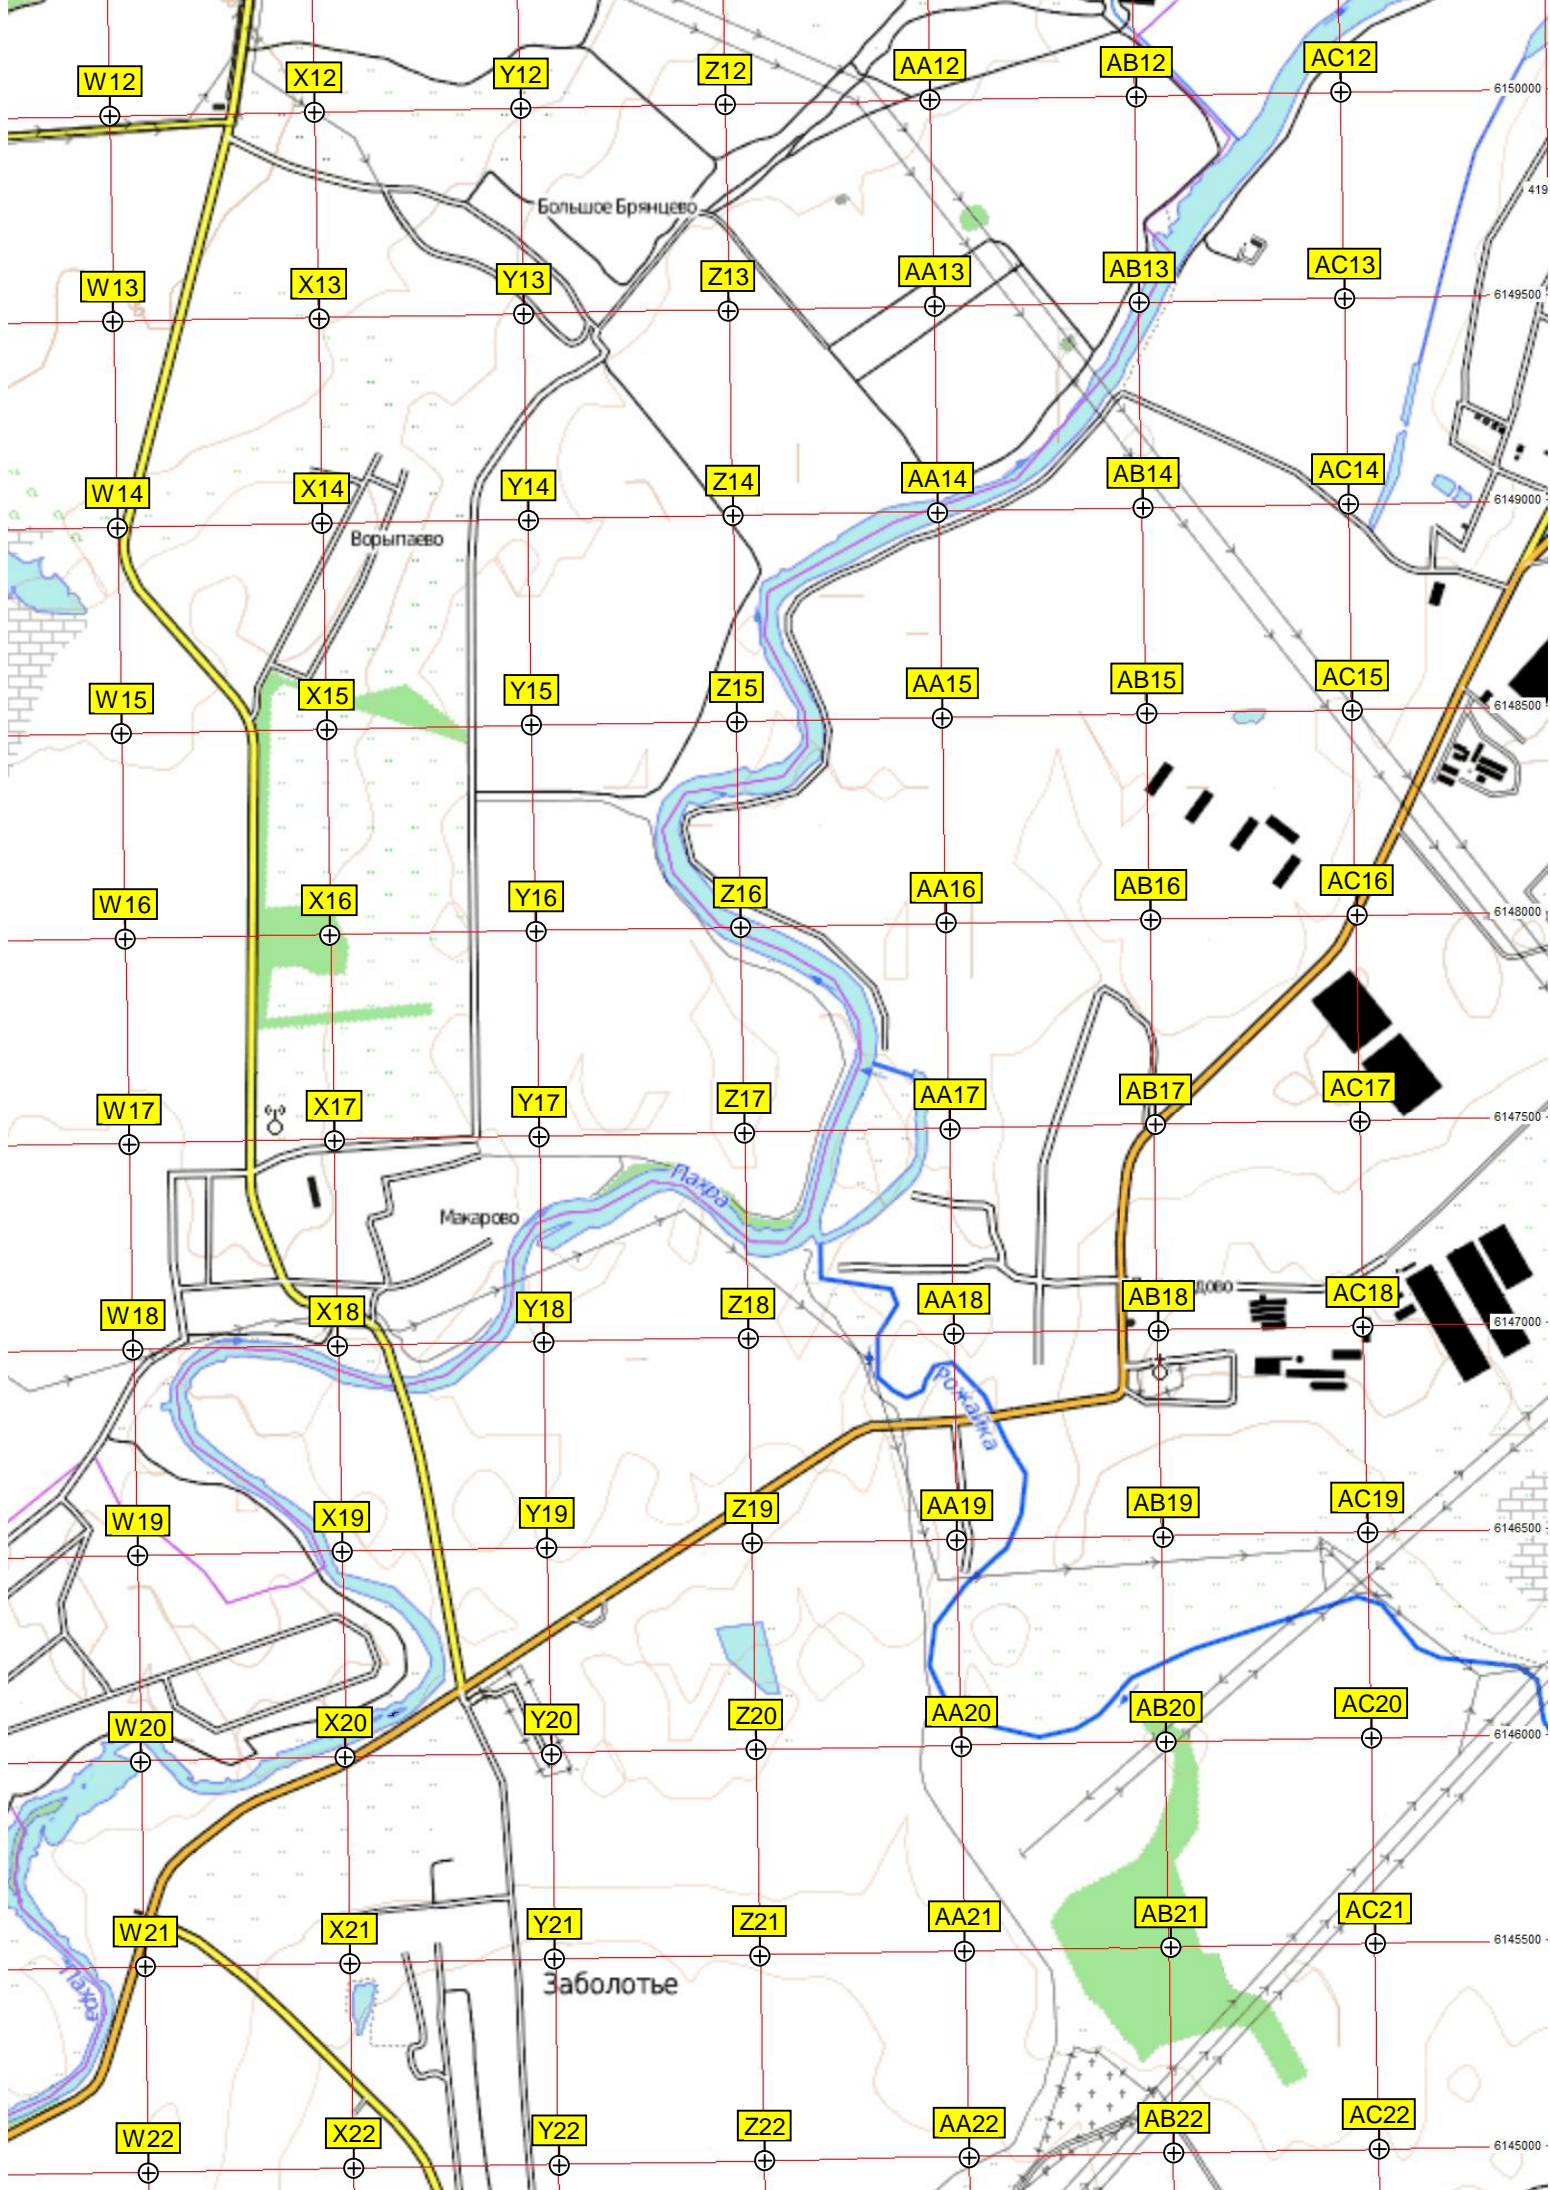 W12 X12 Y12 Z12 AA12 AB12 AC12
6150000
419
Большое Брянцево
W13 X13 Y13 Z13 AA13 AB13 AC13
6149500
W14 X14 Y14 Z14 AA14 AB14 AC14
6149000
Ворыпаево
W15 X15 Y15 Z15 AA15 AB15 AC15
6148500
W16 X16 Y16 Z16 AA16 AB16 AC16
6148000
W17 X17 Y17 Z17 AA17 AB17 AC17
6147500
Пахра
Макарово
дово
W18 X18 Y18 Z18 AA18 AB18 AC18
6147000
Рожайка
W19 X19 Y19 Z19 AA19 AB19 AC19
6146500
W20 X20 Y20 Z20 AA20 AB20 AC20
6146000
W21 X21 Y21 Z21 AA21 AB21 AC21
6145500
Заболотье
Пахра
W22 X22 Y22 Z22 AA22 AB22 AC22
6145000